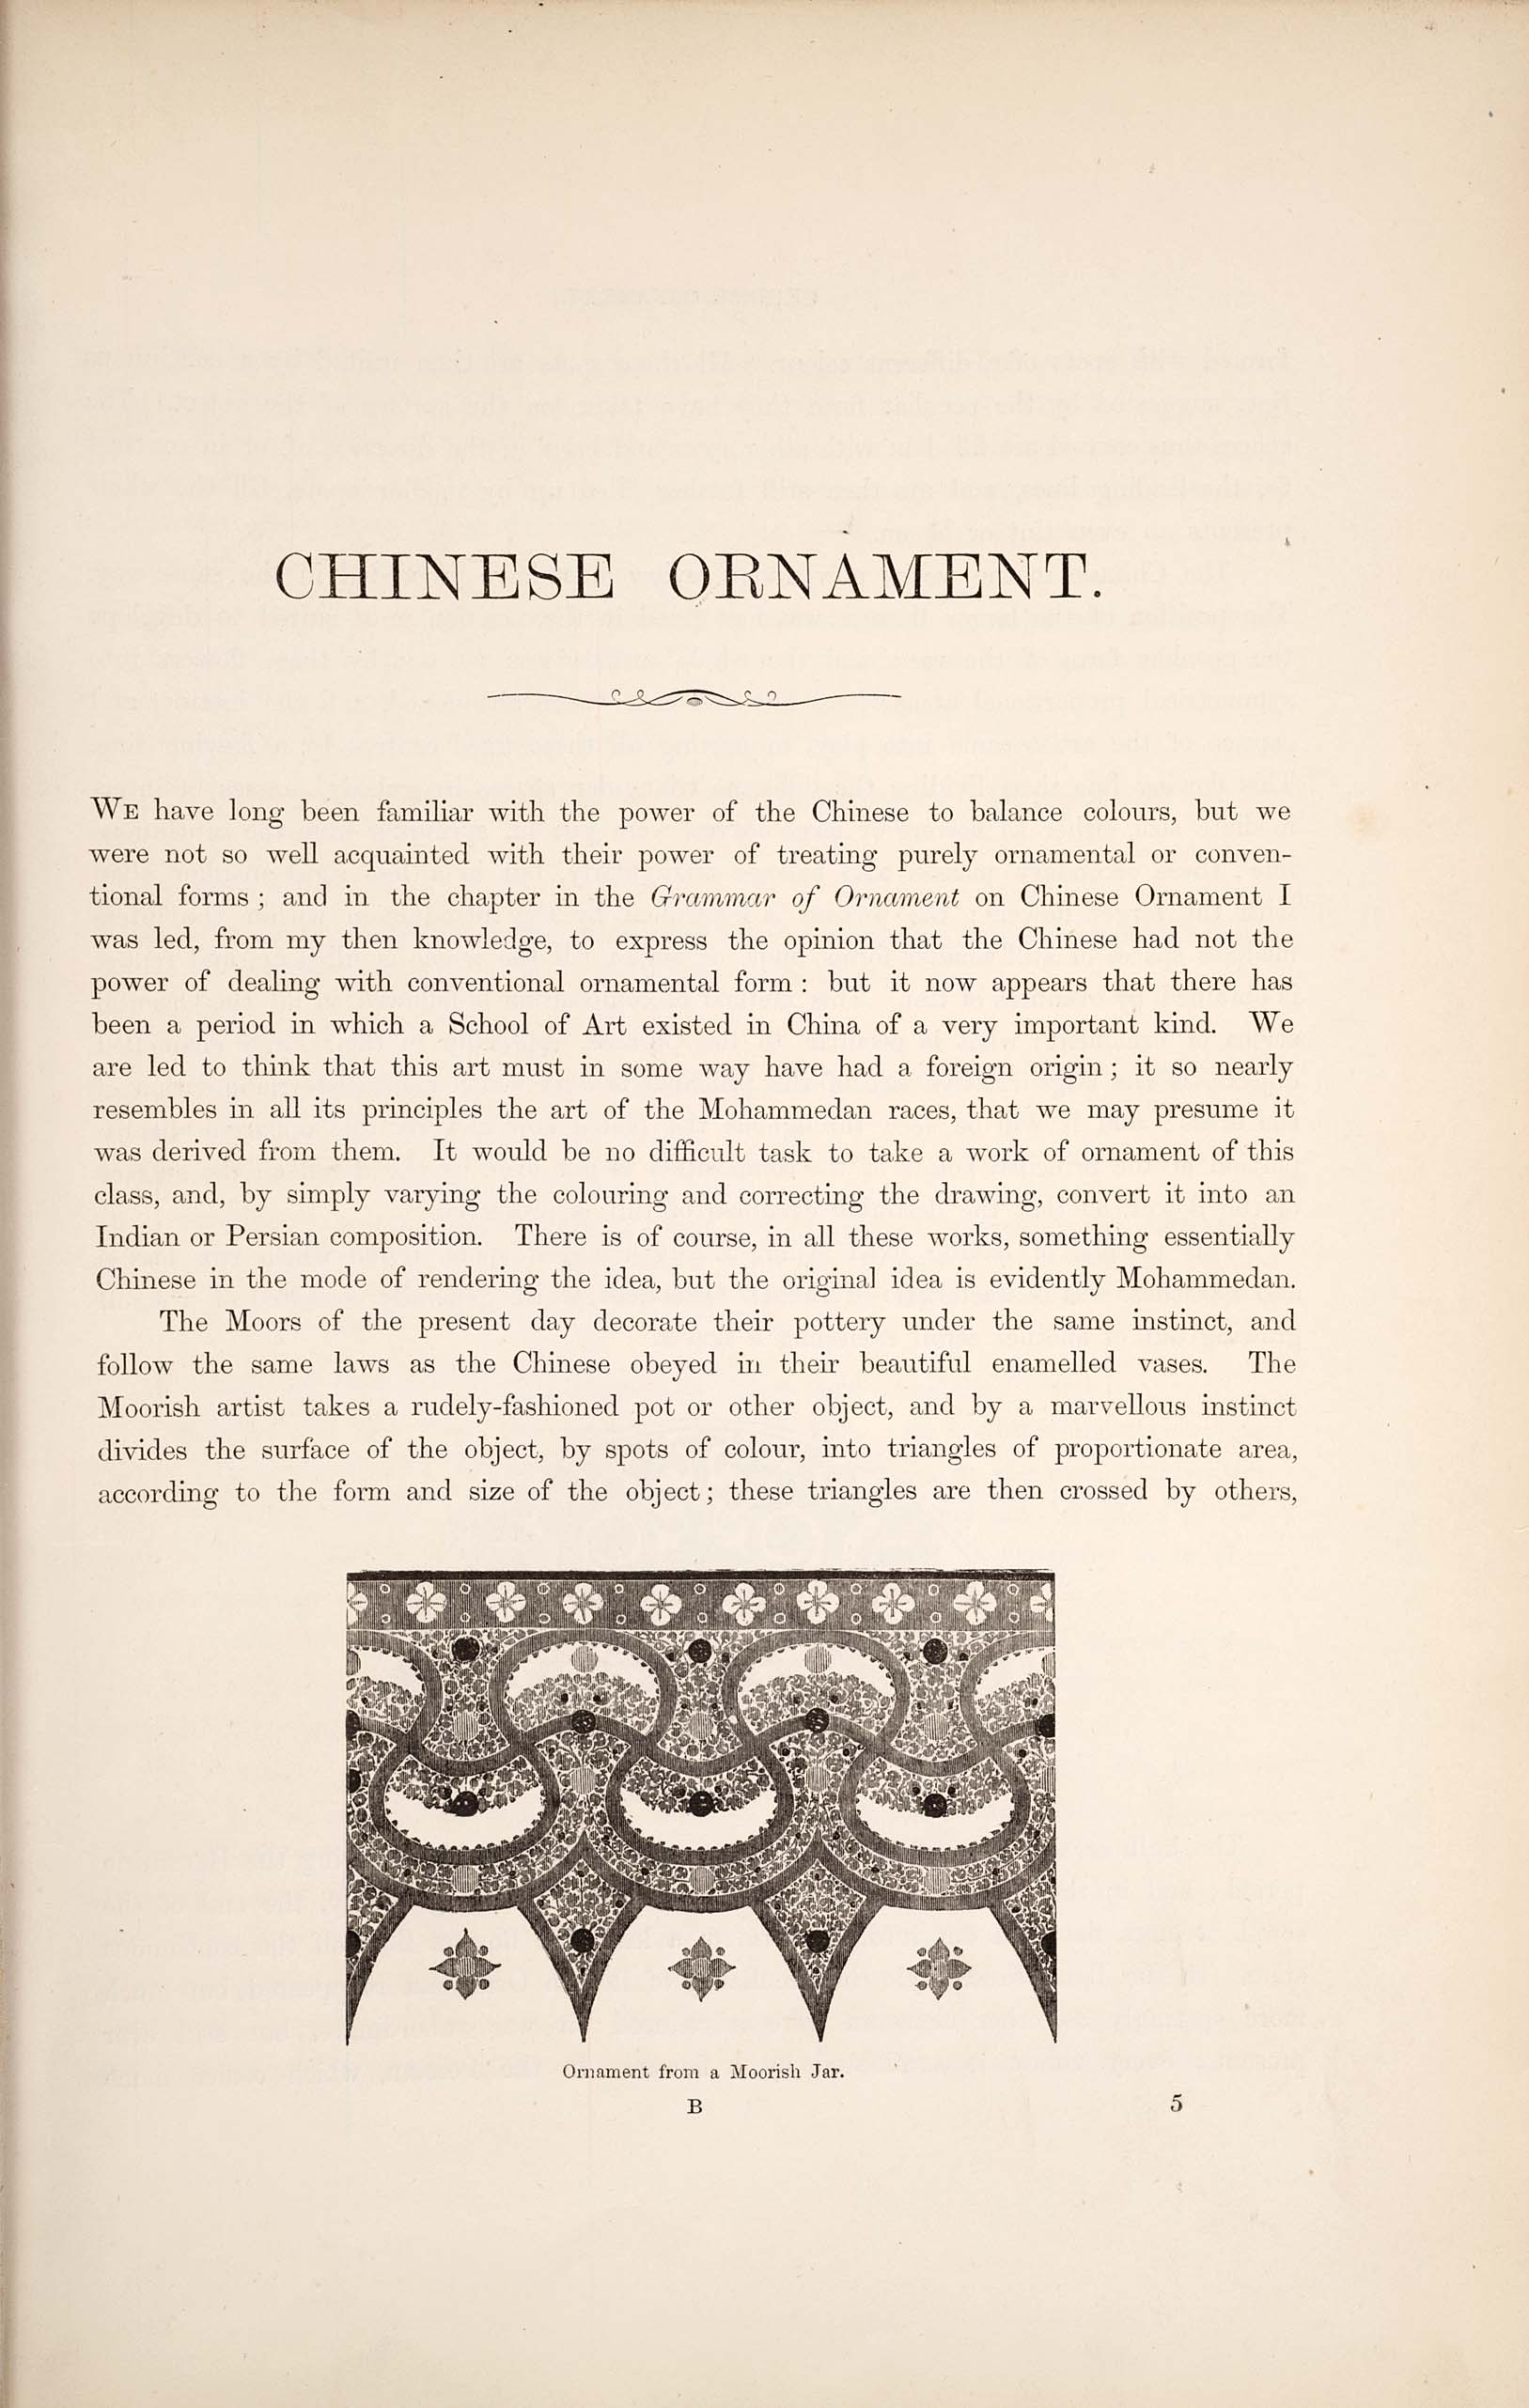 CHINESE ORNAMENT.
WE have long been familiar with the power of the Chinese to balance colours, but we
were not so well acquainted with their power of treating purely ornamental or conven-
tional forms ; and in the chapter in the Grammar of Ornament on Chinese Ornament I
was led, from my then knowledge, to express the opinion that the Chinese had not the
power of dealing with conventional ornamental form : but it now appears that there has
been a period in which a School of Art existed in China of a very important kind. We
are led to think that this art must in some way have had a foreign origin ; it so nearly
resembles in all its principles the art of the Mohammedan races, that we may presume it
was derived from them. It would be no difficult task to take a work of ornament of this
class, and, by simply varying the colouring and correcting the drawing, convert it into an
Indian or Persian composition. There is of course, in all these works, something essentially
Chinese in the mode of rendering the idea, but the original idea is evidently Mohammedan.
The Moors of the present day decorate their pottery under the same instinct, and
follow the same laws as the Chinese obeyed in their beautiful enamelled vases. The
Moorish artist takes a rudely-fashioned pot or other object, and by a marvellous instinct
divides the surface of the object, by spots of colour, into triangles of proportionate area,
according to the form and size of the object ; these triangles are then crossed by others,
Ornament from a Moorish Jar.
B 5